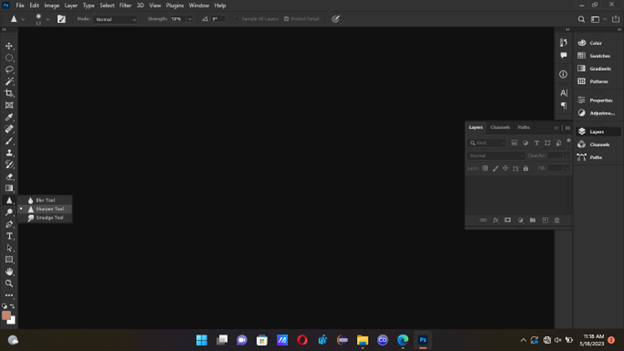 Ps File Edit Image Layer Type Select Filter 3D View Plugins Window Help
Mode: Normal Strength: 50% 0° Sample All Layers Protect Detail
Color
Swatches
Gradients
Patterns
Properties
Adjustme...
Layers
Channels
Paths
Layers Channels Paths
Kind
Normal Opacity:
Lock: Fill:
Blur Tool
Sharpen Tool
Smudge Tool
11:18 AM
5/18/2023